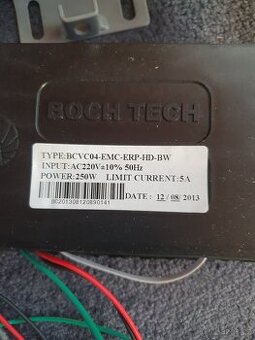 BOCH TECH
TYPE:BCVC04-EMC-ERP-HD-BW
INPUT:AC220V±10% 50Hz
POWER:250W LIMIT CURRENT:5A
DATE: 12/08/2013
BC201308120890141